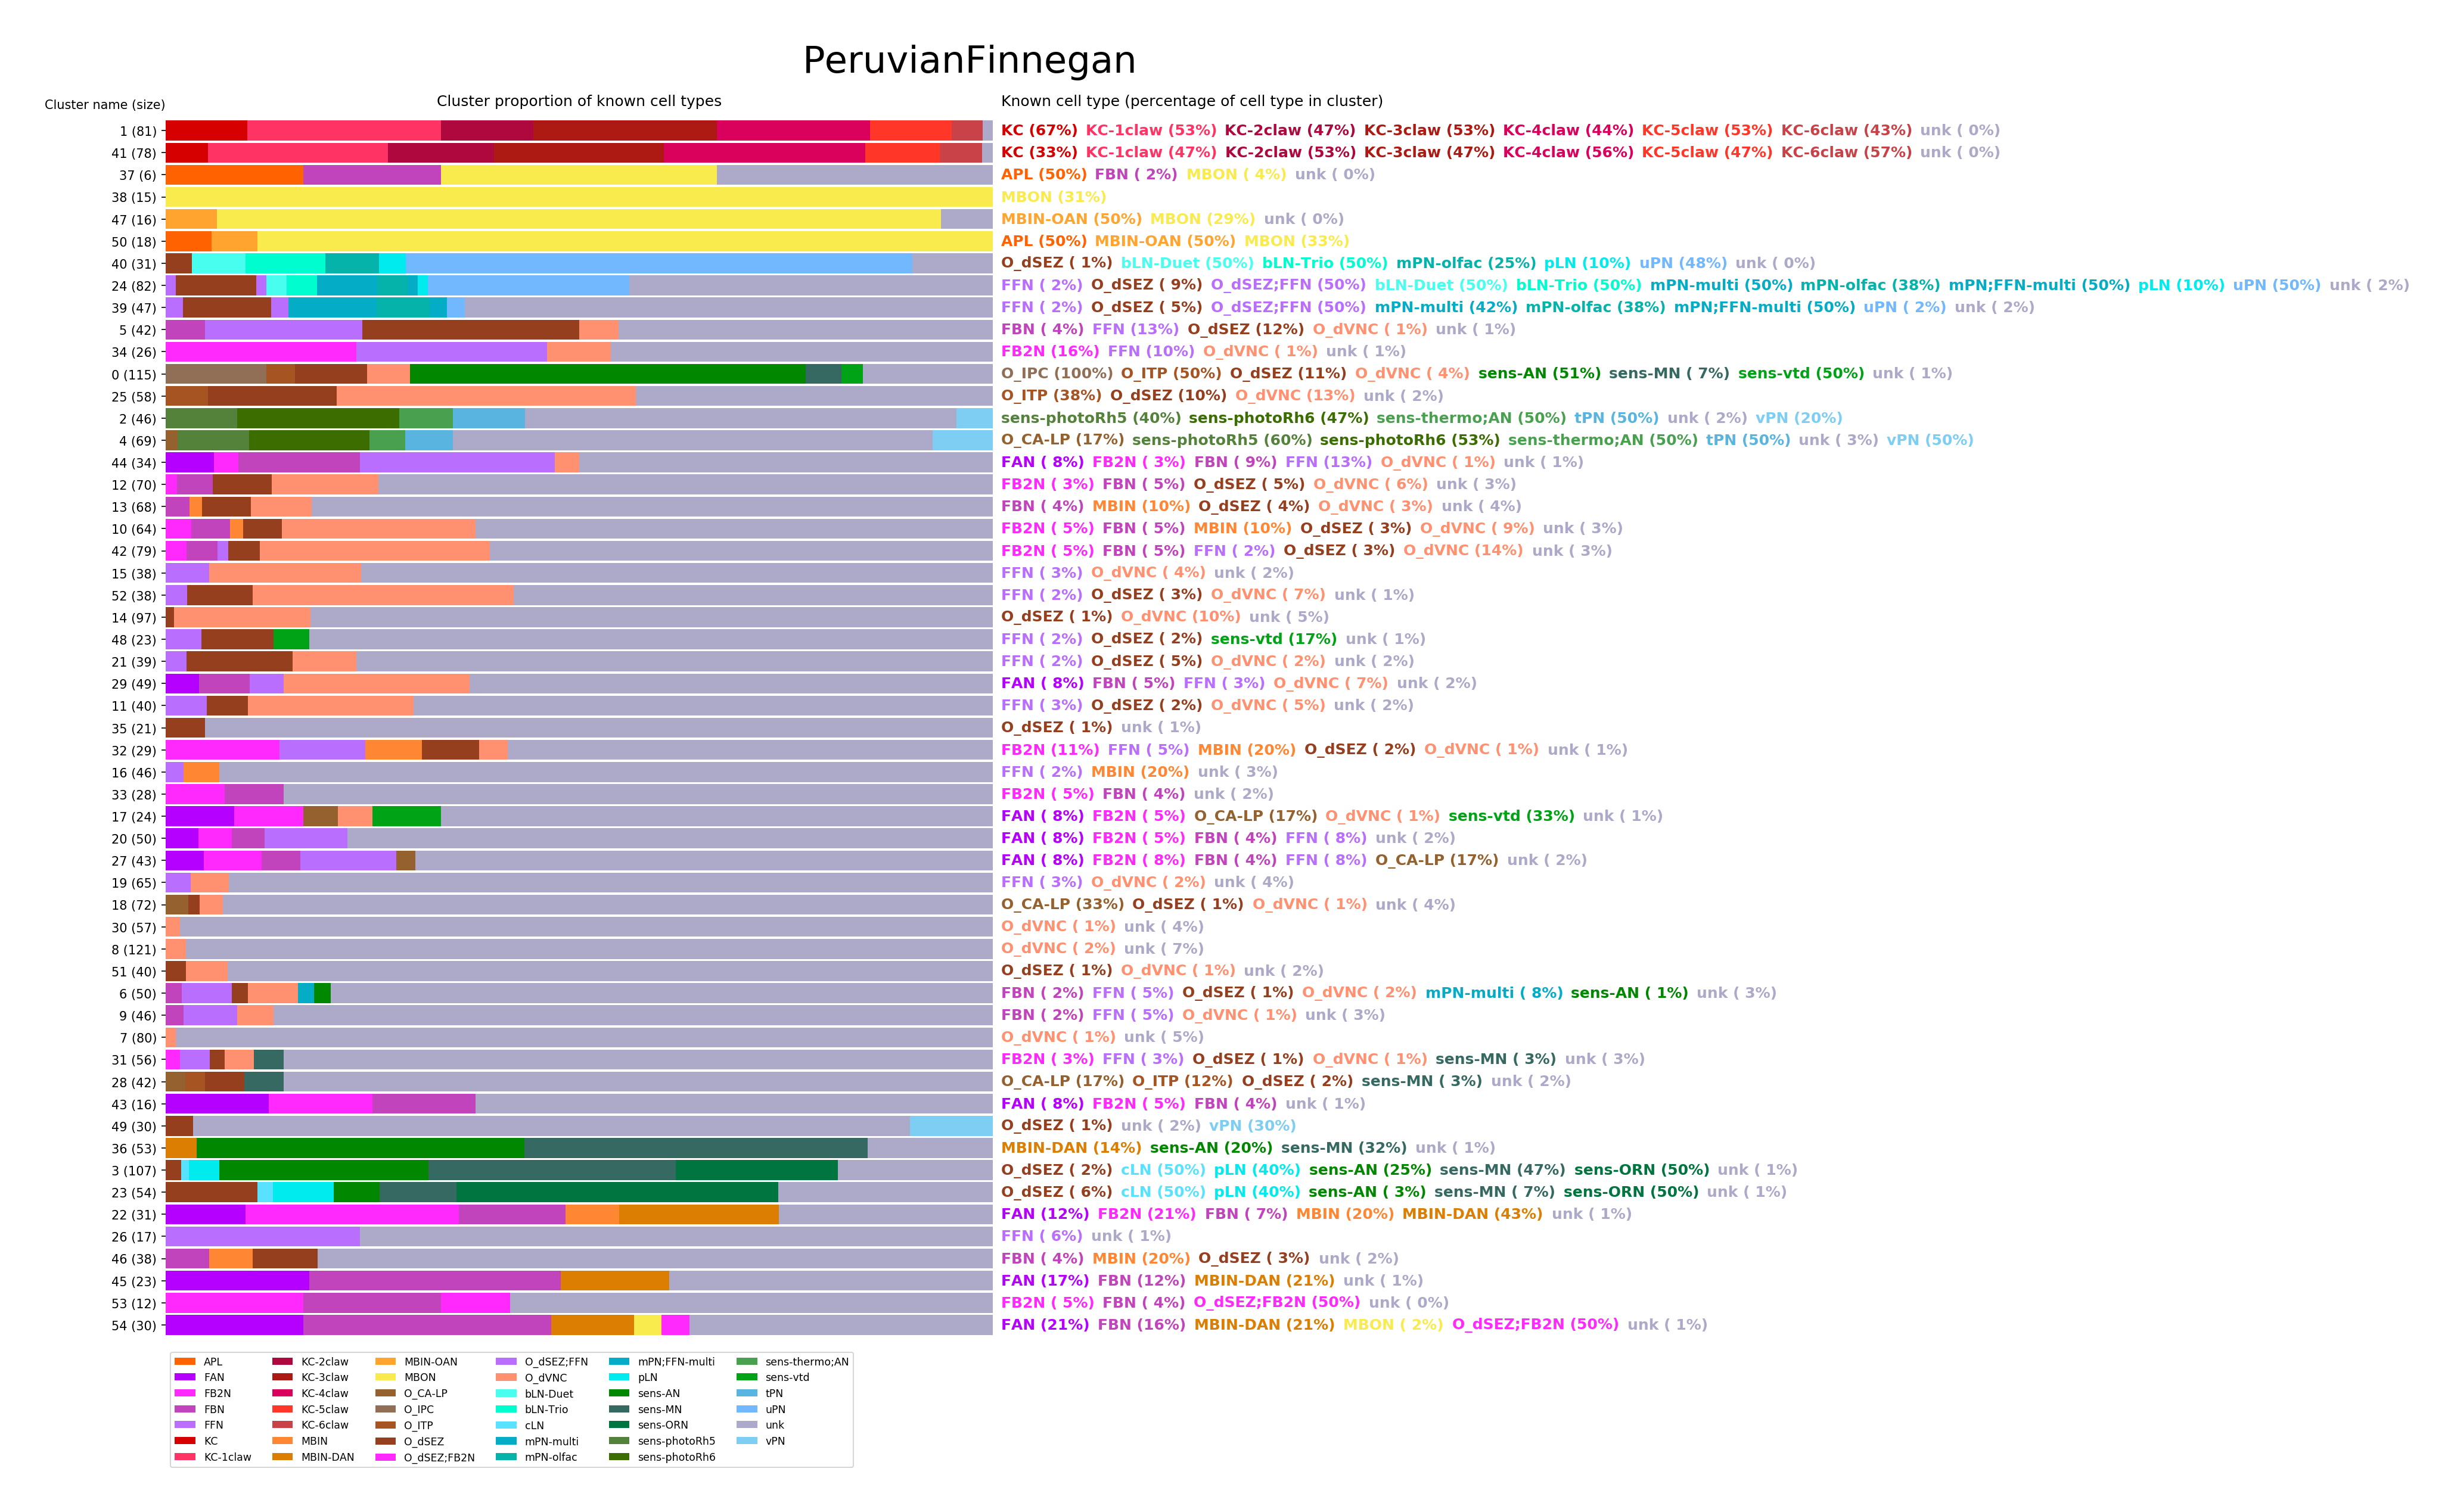 PeruvianFinnegan
Cluster name (size) Cluster proportion of known cell types Known cell type (percentage of cell type in cluster)
1 (81) KC (67%) KC-1claw (53%) KC-2claw (47%) KC-3claw (53%) KC-4claw (44%) KC-5claw (53%) KC-6claw (43%) unk ( 0%)
41 (78) KC (33%) KC-1claw (47%) KC-2claw (53%) KC-3claw (47%) KC-4claw (56%) KC-5claw (47%) KC-6claw (57%) unk ( 0%)
37 (6) APL (50%) FBN ( 2%) MBON ( 4%) unk ( 0%)
38 (15) MBON (31%)
47 (16) MBIN-OAN (50%) MBON (29%) unk ( 0%)
50 (18) APL (50%) MBIN-OAN (50%) MBON (33%)
40 (31) O_dSEZ ( 1%) bLN-Duet (50%) bLN-Trio (50%) mPN-olfac (25%) pLN (10%) uPN (48%) unk ( 0%)
24 (82) FFN ( 2%) O_dSEZ ( 9%) O_dSEZ;FFN (50%) bLN-Duet (50%) bLN-Trio (50%) mPN-multi (50%) mPN-olfac (38%) mPN;FFN-multi (50%) pLN (10%) uPN (50%) unk ( 2%)
39 (47) FFN ( 2%) O_dSEZ ( 5%) O_dSEZ;FFN (50%) mPN-multi (42%) mPN-olfac (38%) mPN;FFN-multi (50%) uPN ( 2%) unk ( 2%)
5 (42) FBN ( 4%) FFN (13%) O_dSEZ (12%) O_dVNC ( 1%) unk ( 1%)
34 (26) FB2N (16%) FFN (10%) O_dVNC ( 1%) unk ( 1%)
0 (115) O_IPC (100%) O_ITP (50%) O_dSEZ (11%) O_dVNC ( 4%) sens-AN (51%) sens-MN ( 7%) sens-vtd (50%) unk ( 1%)
25 (58) O_ITP (38%) O_dSEZ (10%) O_dVNC (13%) unk ( 2%)
2 (46) sens-photoRh5 (40%) sens-photoRh6 (47%) sens-thermo;AN (50%) tPN (50%) unk ( 2%) vPN (20%)
4 (69) O_CA-LP (17%) sens-photoRh5 (60%) sens-photoRh6 (53%) sens-thermo;AN (50%) tPN (50%) unk ( 3%) vPN (50%)
44 (34) FAN ( 8%) FB2N ( 3%) FBN ( 9%) FFN (13%) O_dVNC ( 1%) unk ( 1%)
12 (70) FB2N ( 3%) FBN ( 5%) O_dSEZ ( 5%) O_dVNC ( 6%) unk ( 3%)
13 (68) FBN ( 4%) MBIN (10%) O_dSEZ ( 4%) O_dVNC ( 3%) unk ( 4%)
10 (64) FB2N ( 5%) FBN ( 5%) MBIN (10%) O_dSEZ ( 3%) O_dVNC ( 9%) unk ( 3%)
42 (79) FB2N ( 5%) FBN ( 5%) FFN ( 2%) O_dSEZ ( 3%) O_dVNC (14%) unk ( 3%)
15 (38) FFN ( 3%) O_dVNC ( 4%) unk ( 2%)
52 (38) FFN ( 2%) O_dSEZ ( 3%) O_dVNC ( 7%) unk ( 1%)
14 (97) O_dSEZ ( 1%) O_dVNC (10%) unk ( 5%)
48 (23) FFN ( 2%) O_dSEZ ( 2%) sens-vtd (17%) unk ( 1%)
21 (39) FFN ( 2%) O_dSEZ ( 5%) O_dVNC ( 2%) unk ( 2%)
29 (49) FAN ( 8%) FBN ( 5%) FFN ( 3%) O_dVNC ( 7%) unk ( 2%)
11 (40) FFN ( 3%) O_dSEZ ( 2%) O_dVNC ( 5%) unk ( 2%)
35 (21) O_dSEZ ( 1%) unk ( 1%)
32 (29) FB2N (11%) FFN ( 5%) MBIN (20%) O_dSEZ ( 2%) O_dVNC ( 1%) unk ( 1%)
16 (46) FFN ( 2%) MBIN (20%) unk ( 3%)
33 (28) FB2N ( 5%) FBN ( 4%) unk ( 2%)
17 (24) FAN ( 8%) FB2N ( 5%) O_CA-LP (17%) O_dVNC ( 1%) sens-vtd (33%) unk ( 1%)
20 (50) FAN ( 8%) FB2N ( 5%) FBN ( 4%) FFN ( 8%) unk ( 2%)
27 (43) FAN ( 8%) FB2N ( 8%) FBN ( 4%) FFN ( 8%) O_CA-LP (17%) unk ( 2%)
19 (65) FFN ( 3%) O_dVNC ( 2%) unk ( 4%)
18 (72) O_CA-LP (33%) O_dSEZ ( 1%) O_dVNC ( 1%) unk ( 4%)
30 (57) O_dVNC ( 1%) unk ( 4%)
8 (121) O_dVNC ( 2%) unk ( 7%)
51 (40) O_dSEZ ( 1%) O_dVNC ( 1%) unk ( 2%)
6 (50) FBN ( 2%) FFN ( 5%) O_dSEZ ( 1%) O_dVNC ( 2%) mPN-multi ( 8%) sens-AN ( 1%) unk ( 3%)
9 (46) FBN ( 2%) FFN ( 5%) O_dVNC ( 1%) unk ( 3%)
7 (80) O_dVNC ( 1%) unk ( 5%)
31 (56) FB2N ( 3%) FFN ( 3%) O_dSEZ ( 1%) O_dVNC ( 1%) sens-MN ( 3%) unk ( 3%)
28 (42) O_CA-LP (17%) O_ITP (12%) O_dSEZ ( 2%) sens-MN ( 3%) unk ( 2%)
43 (16) FAN ( 8%) FB2N ( 5%) FBN ( 4%) unk ( 1%)
49 (30) O_dSEZ ( 1%) unk ( 2%) vPN (30%)
36 (53) MBIN-DAN (14%) sens-AN (20%) sens-MN (32%) unk ( 1%)
3 (107) O_dSEZ ( 2%) cLN (50%) pLN (40%) sens-AN (25%) sens-MN (47%) sens-ORN (50%) unk ( 1%)
23 (54) O_dSEZ ( 6%) cLN (50%) pLN (40%) sens-AN ( 3%) sens-MN ( 7%) sens-ORN (50%) unk ( 1%)
22 (31) FAN (12%) FB2N (21%) FBN ( 7%) MBIN (20%) MBIN-DAN (43%) unk ( 1%)
26 (17) FFN ( 6%) unk ( 1%)
46 (38) FBN ( 4%) MBIN (20%) O_dSEZ ( 3%) unk ( 2%)
45 (23) FAN (17%) FBN (12%) MBIN-DAN (21%) unk ( 1%)
53 (12) FB2N ( 5%) FBN ( 4%) O_dSEZ;FB2N (50%) unk ( 0%)
54 (30) FAN (21%) FBN (16%) MBIN-DAN (21%) MBON ( 2%) O_dSEZ;FB2N (50%) unk ( 1%)
APL KC-2claw MBIN-OAN O_dSEZ;FFN mPN;FFN-multi sens-thermo;AN
FAN KC-3claw MBON O_dVNC pLN sens-vtd
FB2N KC-4claw O_CA-LP bLN-Duet sens-AN tPN
FBN KC-5claw O_IPC bLN-Trio sens-MN uPN
FFN KC-6claw O_ITP cLN sens-ORN unk
KC MBIN O_dSEZ mPN-multi sens-photoRh5 vPN
KC-1claw MBIN-DAN O_dSEZ;FB2N mPN-olfac sens-photoRh6